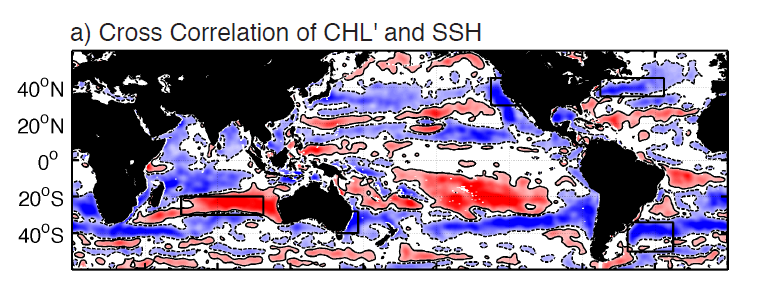 a) Cross Correlation of CHL' and SSH
40°N
20°N
0°
20°S
40°S